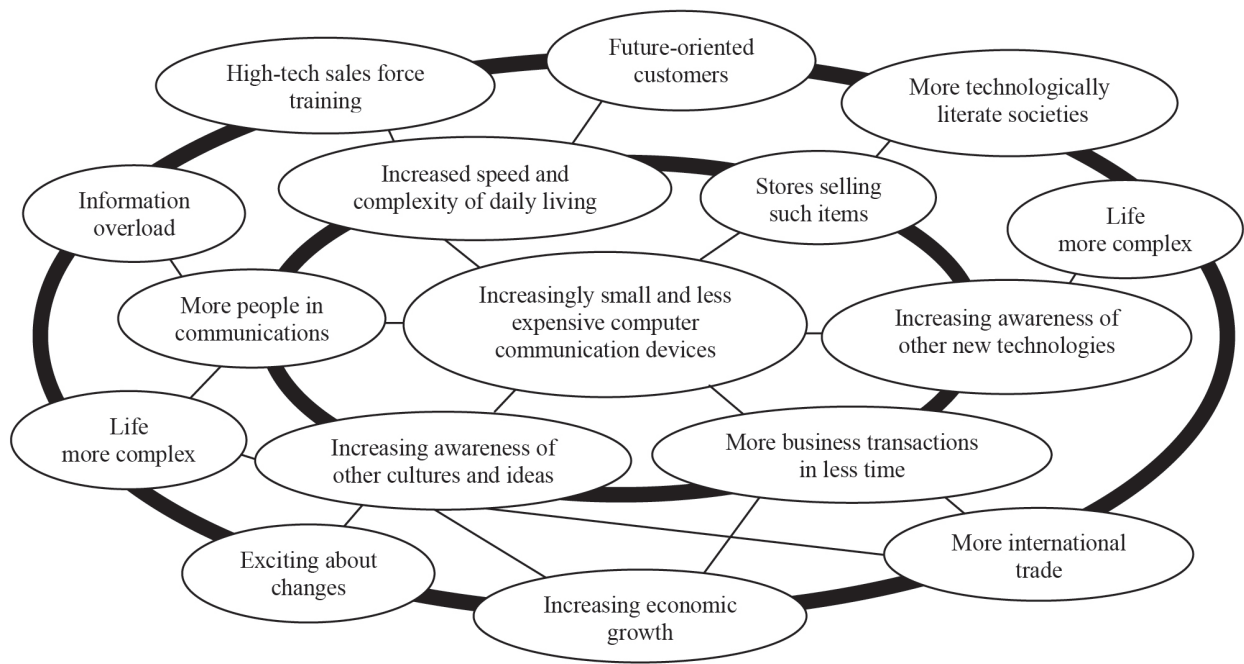 Future-oriented
customers
High-tech sales force
training
More technologically
literate societies
Increased speed and
complexity of daily living
Stores selling
such items
Information
overload
Life
more complex
Increasingly small and less
expensive computer
communication devices
More people in
communications
Increasing awareness of
other new technologies
Life
more complex
Increasing awareness of
other cultures and ideas
More business transactions
in less time
Exciting about
changes
More international
trade
Increasing economic
growth